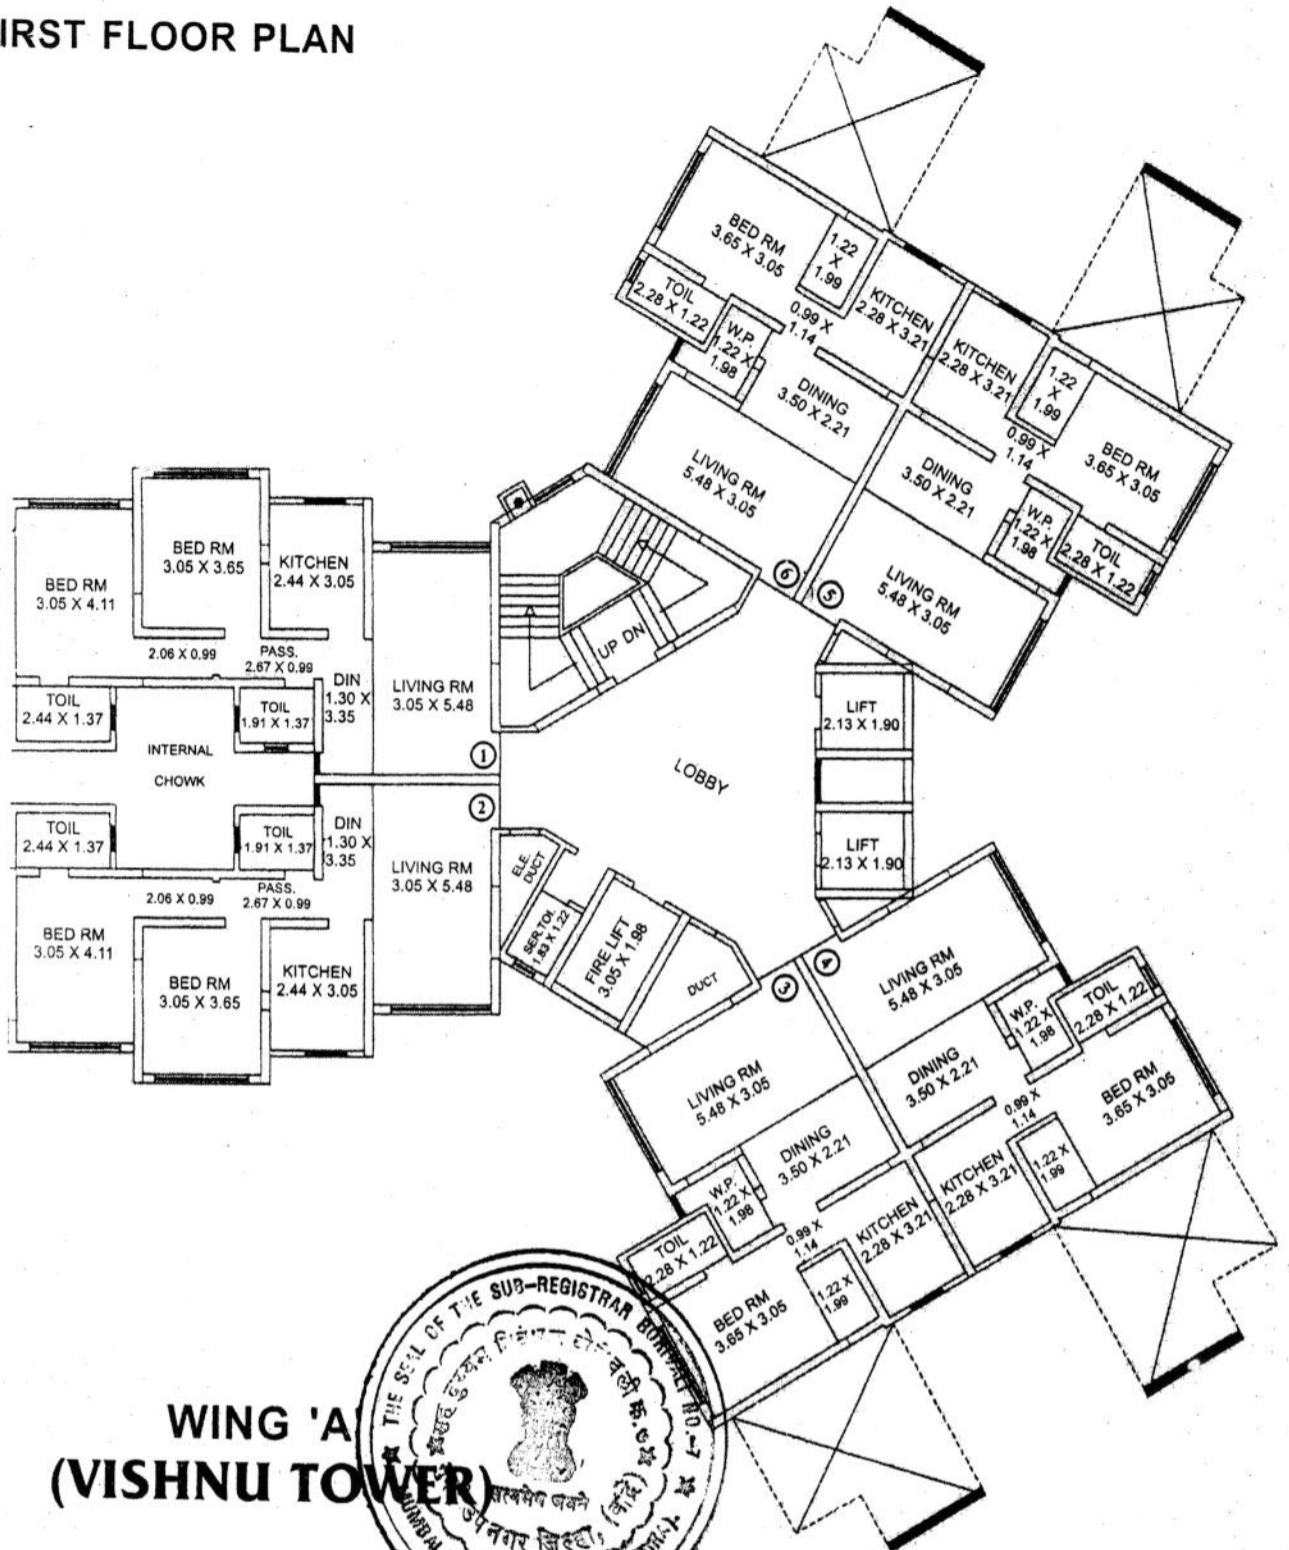 IRST FLOOR PLAN
BED RM
3.65 X 3.05
1.22
X
1.99
TOIL
2.28 X 1.22
W.P.
1.22 X
1.98
0.99 X
1.14
KITCHEN
2.28 X 3.21
DINING
3.50 X 2.21
LIVING RM
5.48 X 3.05
6
KITCHEN
2.28 X 3.21
1.22
X
1.99
0.99 X
1.14
BED RM
3.65 X 3.05
DINING
3.50 X 2.21
W.P.
1.22 X
1.98
TOIL
2.28 X 1.22
LIVING RM
5.48 X 3.05
5
BED RM
3.05 X 4.11
BED RM
3.05 X 3.65
KITCHEN
2.44 X 3.05
2.06 X 0.99
PASS.
2.67 X 0.99
TOIL
2.44 X 1.37
TOIL
1.91 X 1.37
DIN
1.30 X
3.35
LIVING RM
3.05 X 5.48
1
UP DN
INTERNAL
CHOWK
LOBBY
LIFT
2.13 X 1.90
LIFT
2.13 X 1.90
2
TOIL
2.44 X 1.37
TOIL
1.91 X 1.37
DIN
1.30 X
3.35
LIVING RM
3.05 X 5.48
2.06 X 0.99
PASS.
2.67 X 0.99
BED RM
3.05 X 4.11
BED RM
3.05 X 3.65
KITCHEN
2.44 X 3.05
ELE.
DUCT
SER.TOI.
1.83 X 1.22
FIRE LIFT
3.05 X 1.98
DUCT
3
4
LIVING RM
5.48 X 3.05
W.P.
1.22 X
1.98
TOIL
2.28 X 1.22
DINING
3.50 X 2.21
0.99 X
1.14
BED RM
3.65 X 3.05
KITCHEN
2.28 X 3.21
1.22 X
1.99
LIVING RM
5.48 X 3.05
DINING
3.50 X 2.21
W.P.
1.22 X
1.98
TOIL
2.28 X 1.22
0.99 X
1.14
KITCHEN
2.28 X 3.21
BED RM
3.65 X 3.05
1.22 X
1.99
WING 'A
(VISHNU TOWER)
THE SEAL OF THE SUB-REGISTRAR BORIVALI NO.-7
सत्यमेव जयते
उपनगर जिल्हा,